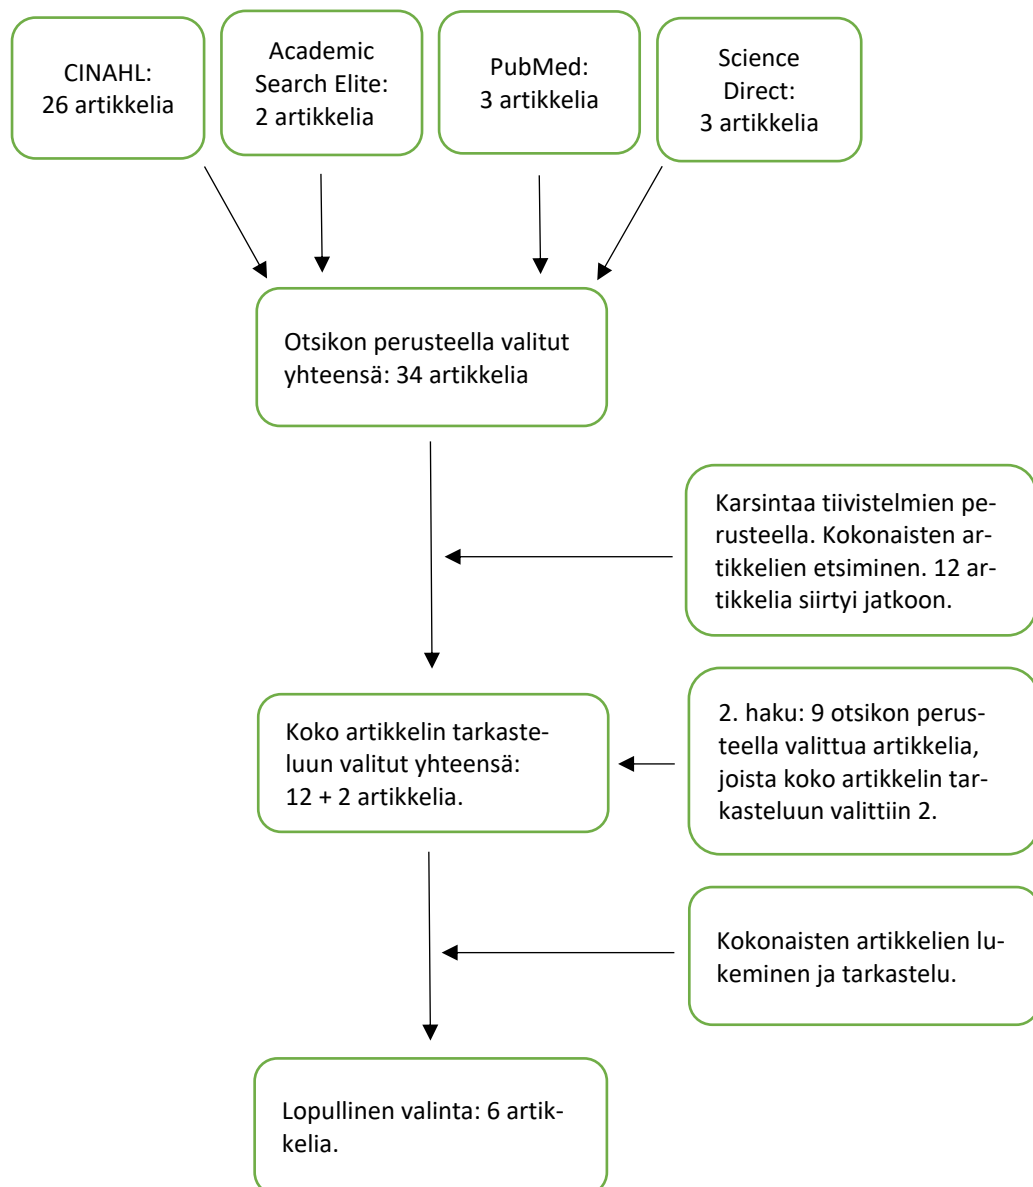 CINAHL:
26 artikkelia
Academic
Search Elite:
2 artikkelia
PubMed:
3 artikkelia
Science
Direct:
3 artikkelia
Otsikon perusteella valitut
yhteensä: 34 artikkelia
Karsintaa tiivistelmien pe-
rusteella. Kokonaisten ar-
tikkelien etsiminen. 12 ar-
tikkelia siirtyi jatkoon.
Koko artikkelin tarkaste-
luun valitut yhteensä:
12 + 2 artikkelia.
2. haku: 9 otsikon perus-
teella valittua artikkelia,
joista koko artikkelin tar-
kasteluun valittiin 2.
Kokonaisten artikkelien lu-
keminen ja tarkastelu.
Lopullinen valinta: 6 artik-
kelia.